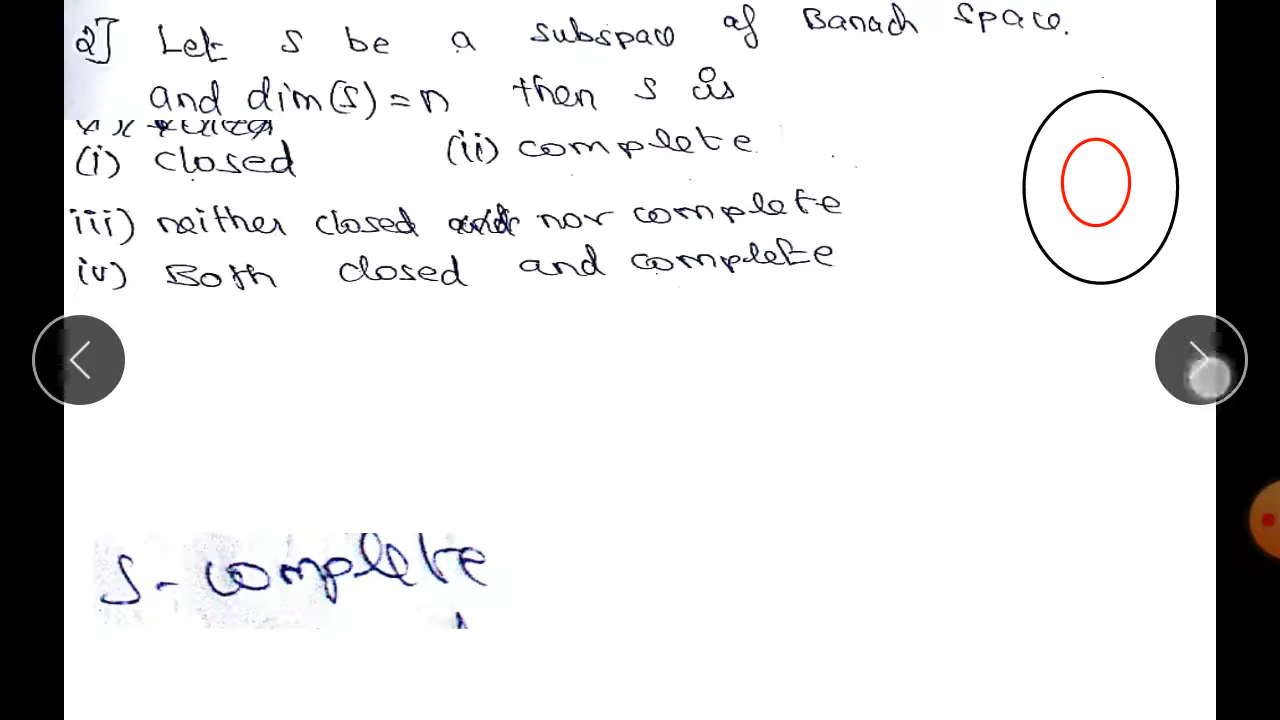 2] Let S be a subspace of Banach space.
and dim(S) = n then S is
(i) closed (ii) complete
iii) neither closed nor complete
iv) Both closed and complete
S - complete